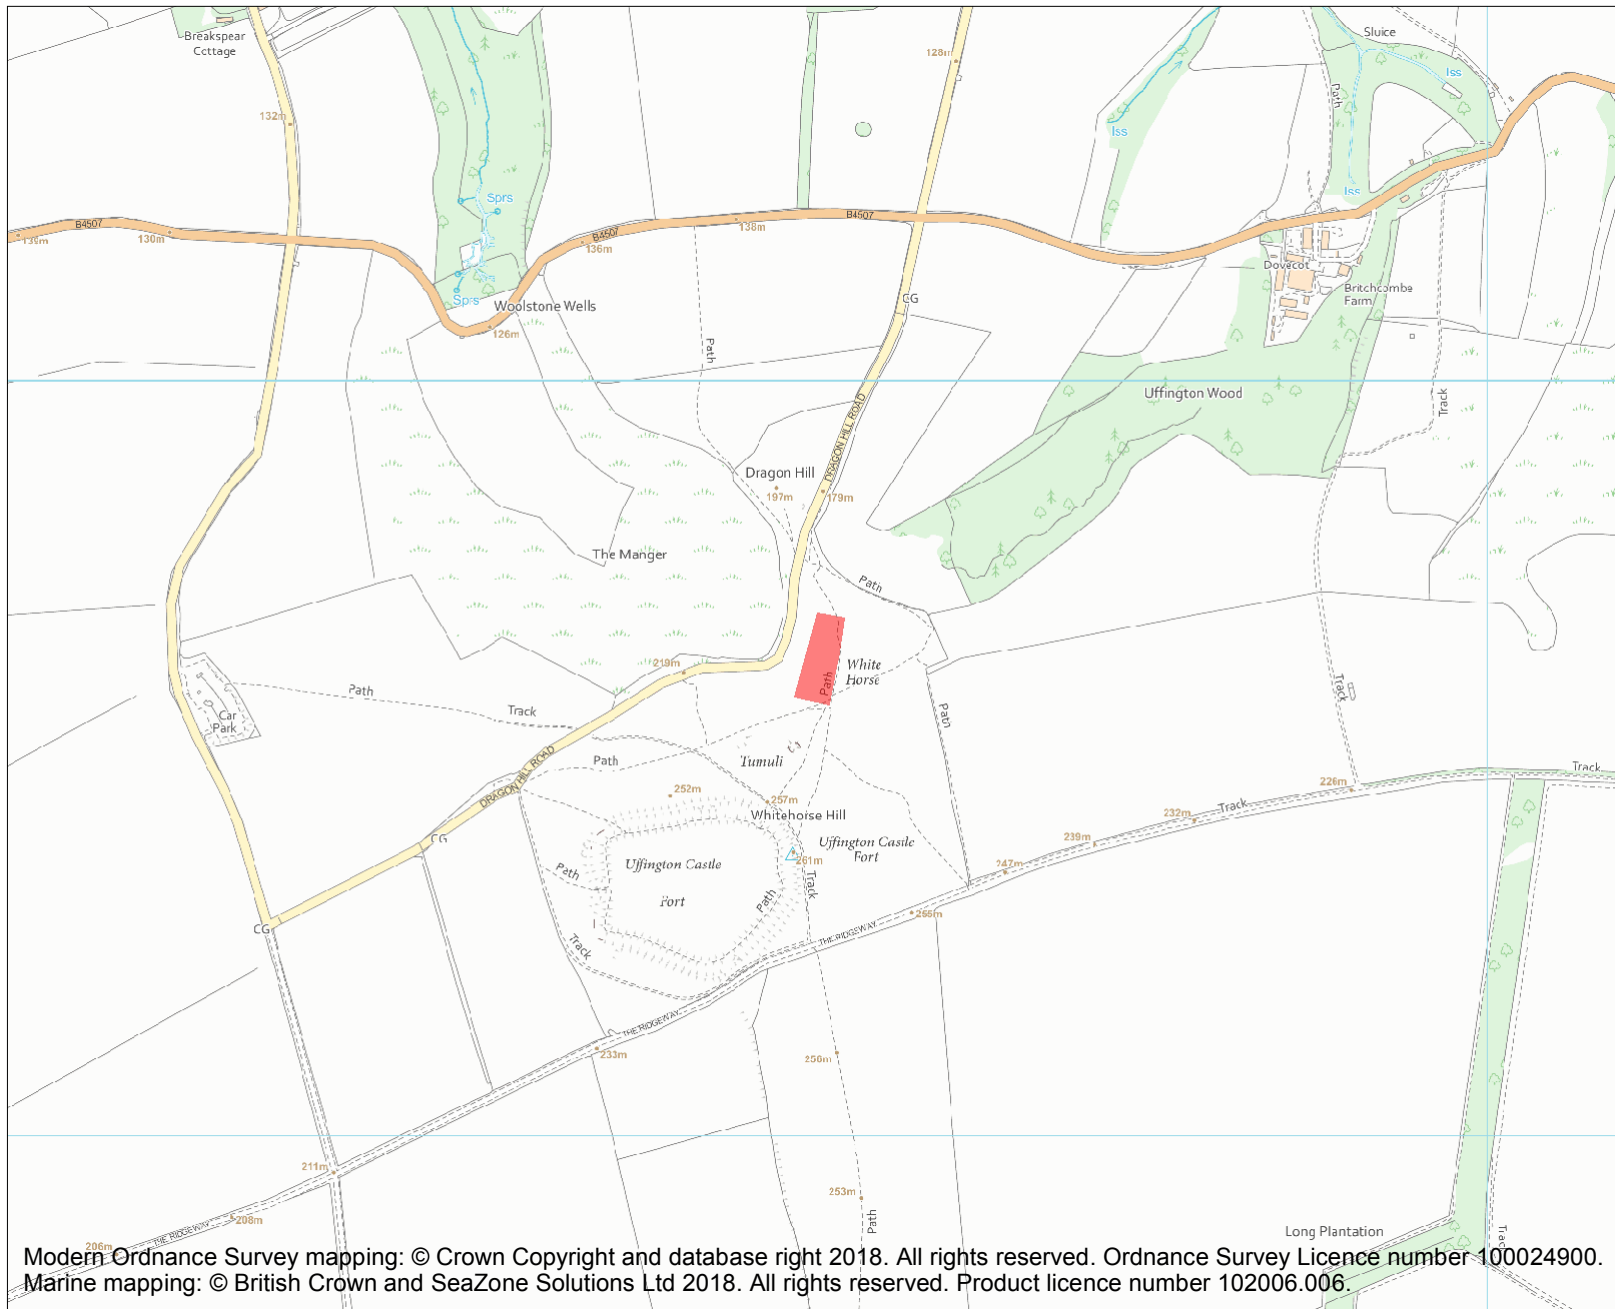 Breakspear
Cottage
Sluice
128m
Iss
Path
132m
Iss
Sprs
Iss
B4507
B4507
139m
130m
B4507
138m
136m
Dovecot
Britchcombe
Farm
Sprs
Woolstone Wells
CG
126m
Path
Uffington Wood
Track
DRAGON HILL ROAD
Dragon Hill
197m
179m
The Manger
Path
White
Horse
219m
Path
Path
Track
Track
Path
Car
Park
Path
Tumuli
Track
DRAGON HILL ROAD
252m
257m
226m
Track
232m
Whitehorse Hill
CG
239m
Uffington Castle
Fort
Uffington Castle
261m
247m
Path
Track
Fort
Path
255m
CG
Track
THE RIDGEWAY
THE RIDGEWAY
233m
256m
211m
253m
Path
208m
Long Plantation
Track
THE RIDGEWAY
206m
Modern Ordnance Survey mapping: © Crown Copyright and database right 2018. All rights reserved. Ordnance Survey Licence number 100024900.
Marine mapping: © British Crown and SeaZone Solutions Ltd 2018. All rights reserved. Product licence number 102006.006.